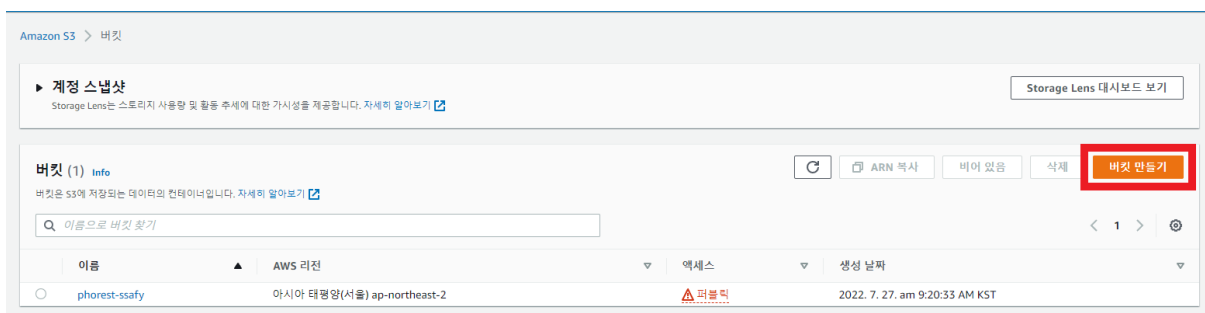 Amazon S3 > 버킷
▶ 계정 스냅샷
Storage Lens는 스토리지 사용량 및 활동 추세에 대한 가시성을 제공합니다. 자세히 알아보기
Storage Lens 대시보드 보기
버킷 (1) Info
버킷은 S3에 저장되는 데이터의 컨테이너입니다. 자세히 알아보기
ARN 복사 비어 있음 삭제 버킷 만들기
이름으로 버킷 찾기
< 1 >
이름 ▲ AWS 리전 ▽ 액세스 ▽ 생성 날짜 ▽
phorest-ssafy 아시아 태평양(서울) ap-northeast-2 퍼블릭 2022. 7. 27. am 9:20:33 AM KST